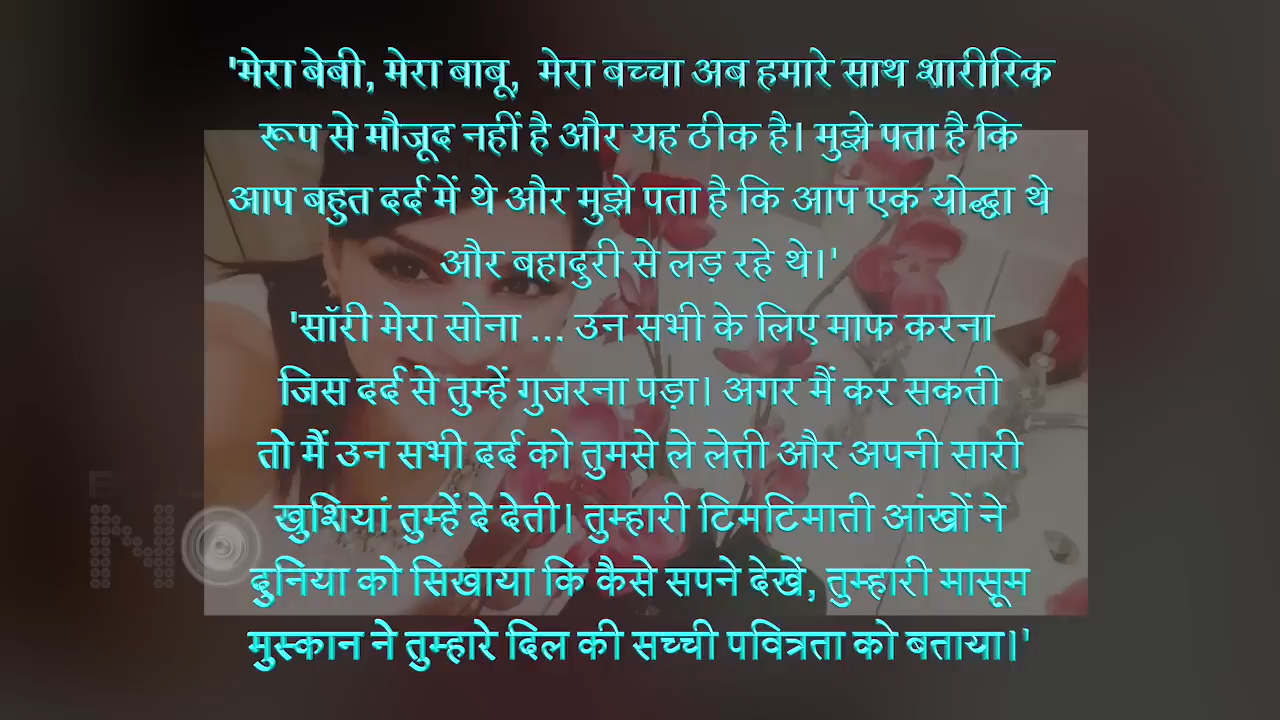 'मेरा बेबी, मेरा बाबू, मेरा बच्चा अब हमारे साथ शारीरिक
रूप से मौजूद नहीं है और यह ठीक है। मुझे पता है कि
आप बहुत दर्द में थे और मुझे पता है कि आप एक योद्धा थे
और बहादुरी से लड़ रहे थे।'
'सॉरी मेरा सोना ... उन सभी के लिए माफ करना
जिस दर्द से तुम्हें गुजरना पड़ा। अगर मैं कर सकती
तो मैं उन सभी दर्द को तुमसे ले लेती और अपनी सारी
खुशियां तुम्हें दे देती। तुम्हारी टिमटिमाती आंखों ने
दुनिया को सिखाया कि कैसे सपने देखें, तुम्हारी मासूम
मुस्कान ने तुम्हारे दिल की सच्ची पवित्रता को बताया।'